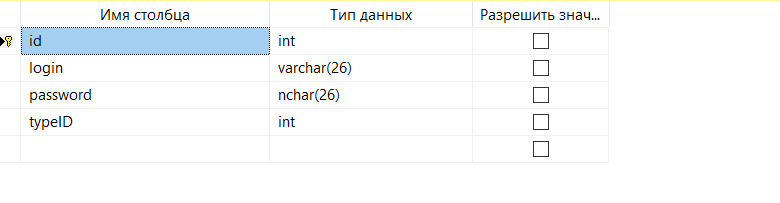 Имя столбца Тип данных Разрешить знач...
id int
login varchar(26)
password nchar(26)
typeID int